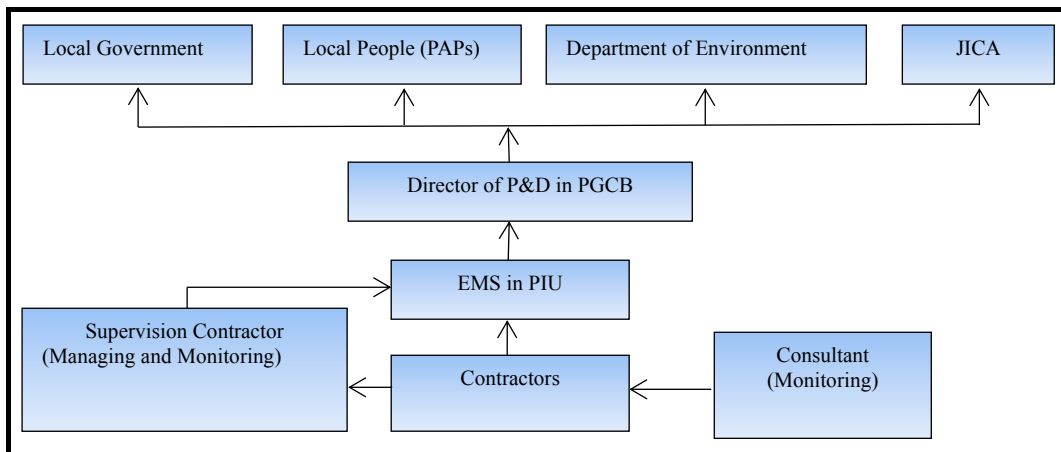 Local Government
Local People (PAPs)
Department of Environment
JICA
Director of P&D in PGCB
EMS in PIU
Supervision Contractor
(Managing and Monitoring)
Contractors
Consultant
(Monitoring)